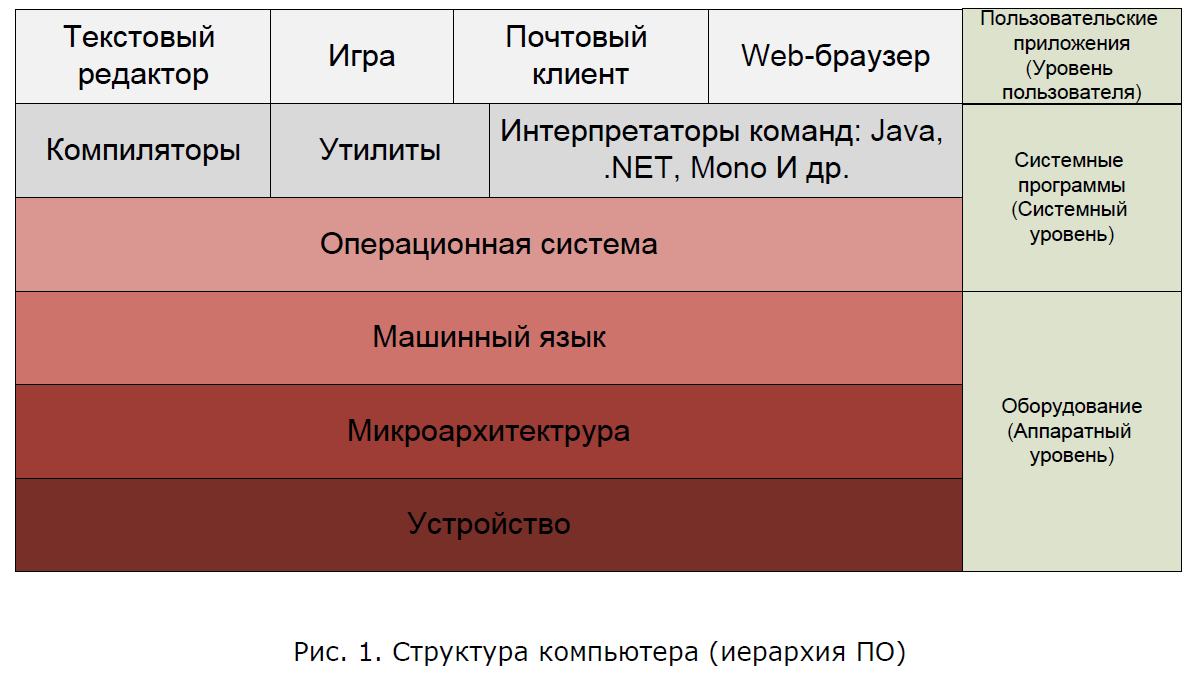 Текстовый
редактор
Игра
Почтовый
клиент
Web-браузер
Пользовательские
приложения
(Уровень
пользователя)
Компиляторы
Утилиты
Интерпретаторы команд: Java,
.NET, Mono И др.
Системные
программы
(Системный
уровень)
Операционная система
Машинный язык
Микроархитектрура
Устройство
Оборудование
(Аппаратный
уровень)
Рис. 1. Структура компьютера (иерархия ПО)